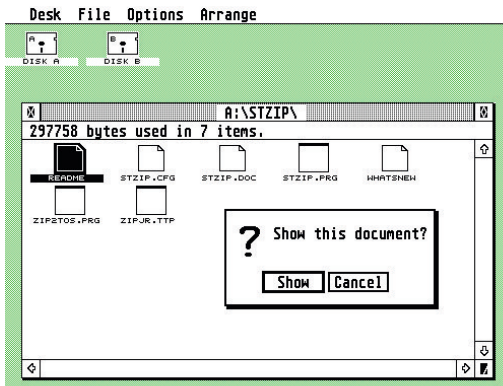 Desk File Options Arrange
A B
DISK A DISK B
A:\STZIP\
297758 bytes used in 7 items.
README STZIP.CFG STZIP.DOC STZIP.PRG WHATSNEW
ZIP2TOS.PRG ZIPJR.TTP
? Show this document?
Show Cancel